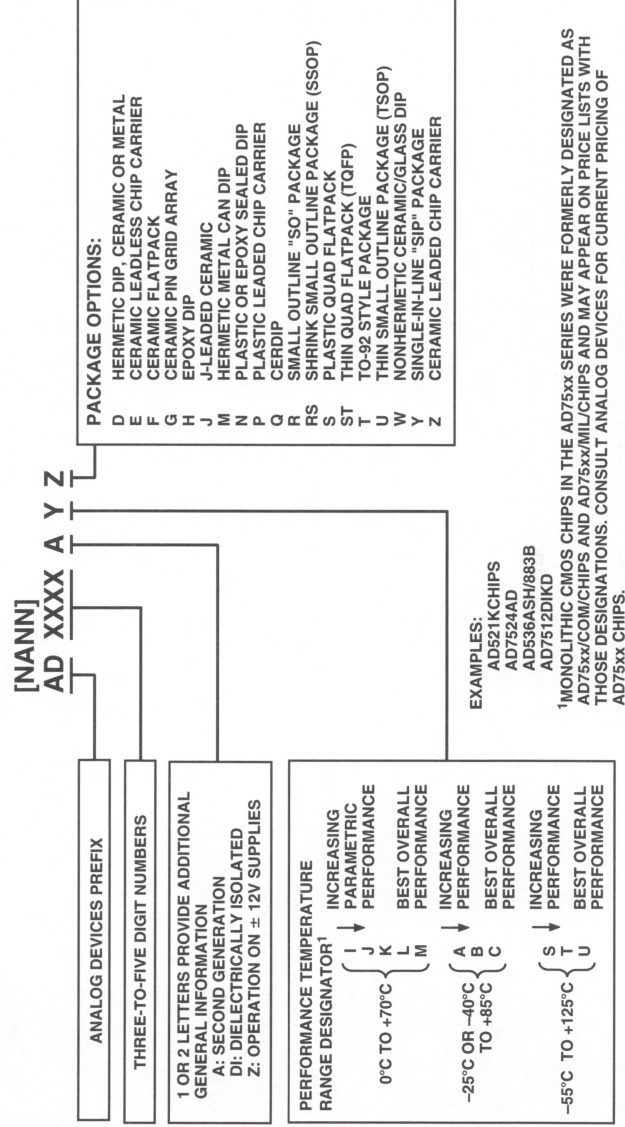 [NANN]
AD XXXX A Y Z
ANALOG DEVICES PREFIX
THREE-TO-FIVE DIGIT NUMBERS
1 OR 2 LETTERS PROVIDE ADDITIONAL
GENERAL INFORMATION
A: SECOND GENERATION
DI: DIELECTRICALLY ISOLATED
Z: OPERATION ON ± 12V SUPPLIES
PERFORMANCE TEMPERATURE
RANGE DESIGNATOR¹
0°C TO +70°C { I ↓ INCREASING
J PARAMETRIC
K PERFORMANCE
L BEST OVERALL
M PERFORMANCE
–25°C OR –40°C
TO +85°C { A ↓ INCREASING
B PERFORMANCE
C BEST OVERALL
PERFORMANCE
–55°C TO +125°C { S ↓ INCREASING
T PERFORMANCE
U BEST OVERALL
PERFORMANCE
PACKAGE OPTIONS:
D HERMETIC DIP, CERAMIC OR METAL
E CERAMIC LEADLESS CHIP CARRIER
F CERAMIC FLATPACK
G CERAMIC PIN GRID ARRAY
H EPOXY DIP
J J-LEADED CERAMIC
M HERMETIC METAL CAN DIP
N PLASTIC OR EPOXY SEALED DIP
P PLASTIC LEADED CHIP CARRIER
Q CERDIP
R SMALL OUTLINE "SO" PACKAGE
RS SHRINK SMALL OUTLINE PACKAGE (SSOP)
S PLASTIC QUAD FLATPACK
ST THIN QUAD FLATPACK (TQFP)
T TO-92 STYLE PACKAGE
U THIN SMALL OUTLINE PACKAGE (TSOP)
W NONHERMETIC CERAMIC/GLASS DIP
Y SINGLE-IN-LINE "SIP" PACKAGE
Z CERAMIC LEADED CHIP CARRIER
EXAMPLES:
AD521KCHIPS
AD7524AD
AD536ASH/883B
AD7512DIKD
¹MONOLITHIC CMOS CHIPS IN THE AD75xx SERIES WERE FORMERLY DESIGNATED AS
AD75xx/COM/CHIPS AND AD75xx/MIL/CHIPS AND MAY APPEAR ON PRICE LISTS WITH
THOSE DESIGNATIONS. CONSULT ANALOG DEVICES FOR CURRENT PRICING OF
AD75xx CHIPS.